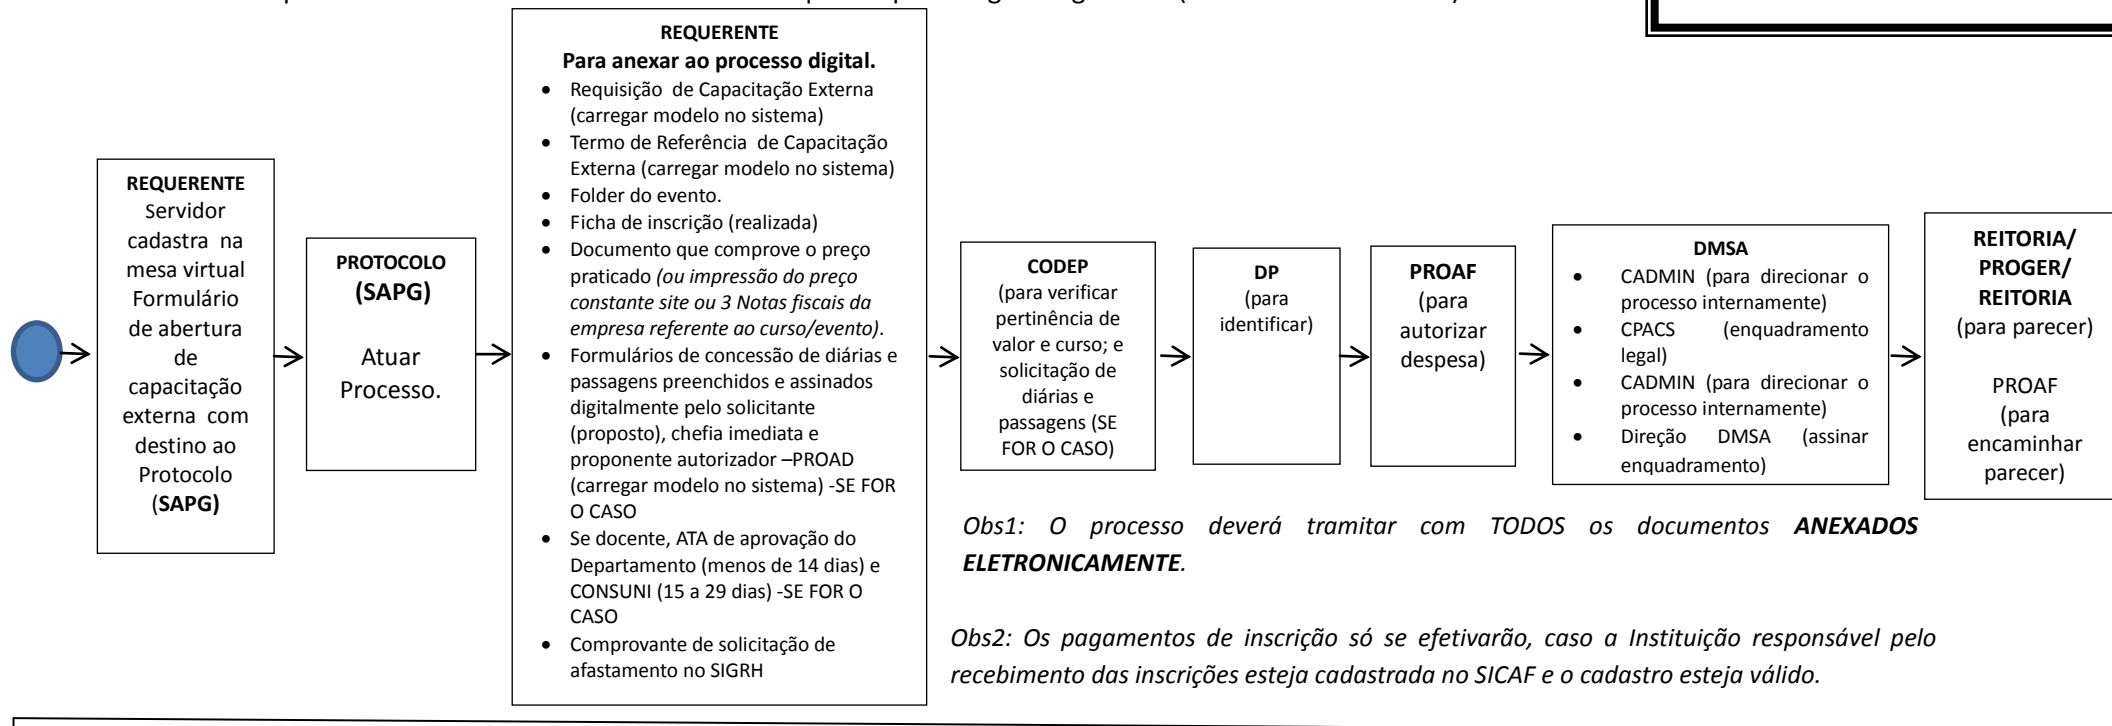 REQUERENTE
Servidor
cadastra na
mesa virtual
Formulário
de abertura
de
capacitação
externa com
destino ao
Protocolo
(SAPG)
PROTOCOLO
(SAPG)
Atuar
Processo.
REQUERENTE
Para anexar ao processo digital.
• Requisição de Capacitação Externa
(carregar modelo no sistema)
• Termo de Referência de Capacitação
Externa (carregar modelo no sistema)
• Folder do evento.
• Ficha de inscrição (realizada)
• Documento que comprove o preço
praticado (ou impressão do preço
constante site ou 3 Notas fiscais da
empresa referente ao curso/evento).
• Formulários de concessão de diárias e
passagens preenchidos e assinados
digitalmente pelo solicitante
(proposto), chefia imediata e
proponente autorizador –PROAD
(carregar modelo no sistema) -SE FOR
O CASO
• Se docente, ATA de aprovação do
Departamento (menos de 14 dias) e
CONSUNI (15 a 29 dias) -SE FOR O
CASO
• Comprovante de solicitação de
afastamento no SIGRH
CODEP
(para verificar
pertinência de
valor e curso; e
solicitação de
diárias e
passagens (SE
FOR O CASO)
DP
(para
identificar)
PROAF
(para
autorizar
despesa)
DMSA
• CADMIN (para direcionar o
processo internamente)
• CPACS (enquadramento
legal)
• CADMIN (para direcionar o
processo internamente)
• Direção DMSA (assinar
enquadramento)
REITORIA/
PROGER/
REITORIA
(para parecer)
PROAF
(para
encaminhar
parecer)
Obs1: O processo deverá tramitar com TODOS os documentos ANEXADOS
ELETRONICAMENTE.
Obs2: Os pagamentos de inscrição só se efetivarão, caso a Instituição responsável pelo
recebimento das inscrições esteja cadastrada no SICAF e o cadastro esteja válido.